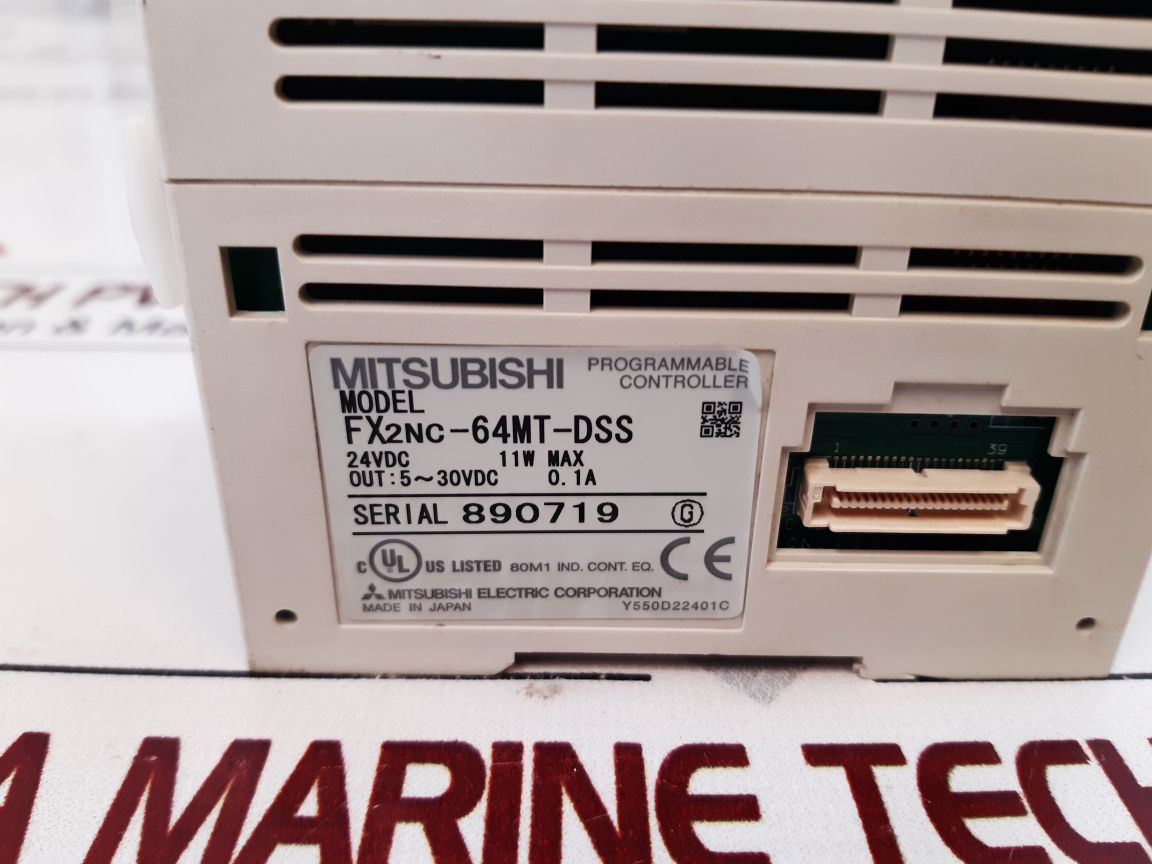 MITSUBISHI PROGRAMMABLE CONTROLLER
MODEL
FX2NC-64MT-DSS
24VDC 11W MAX
OUT:5～30VDC 0.1A
SERIAL 890719 G
C UL US LISTED 80M1 IND. CONT. EQ. CE
MITSUBISHI ELECTRIC CORPORATION
MADE IN JAPAN Y550D22401C
1 39
MARINE TECH